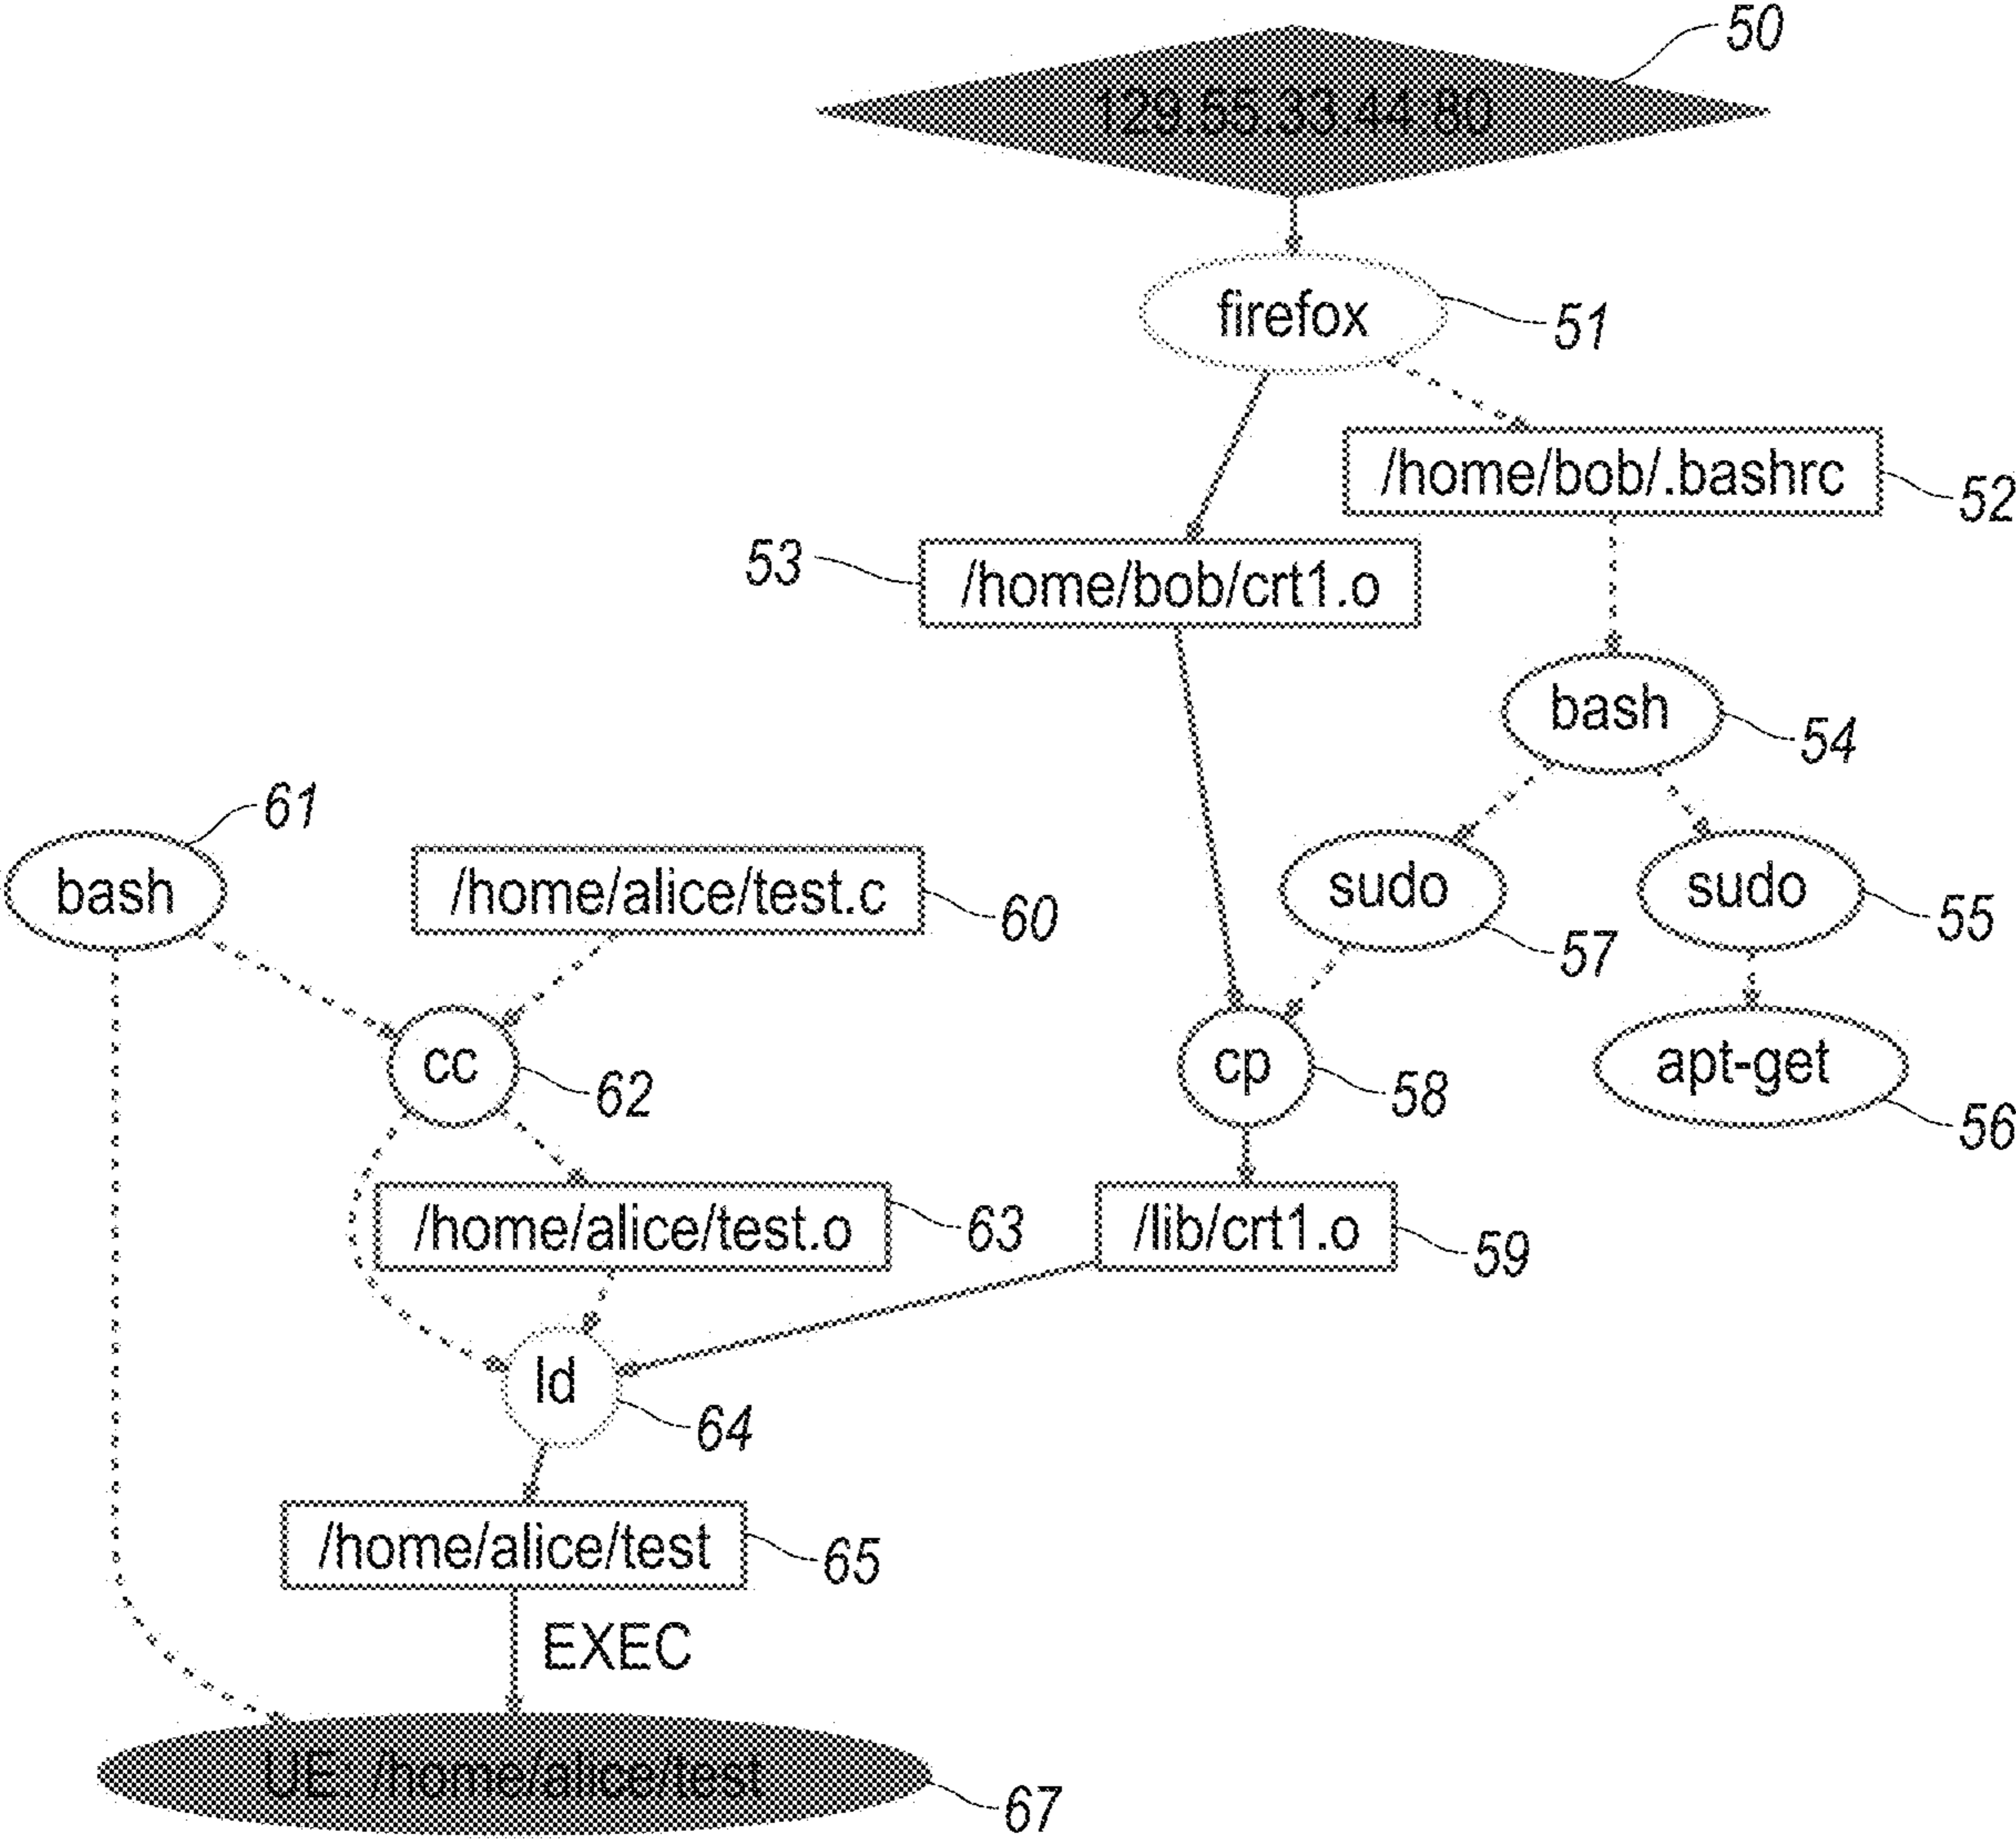 50
129.55.33.44:80
firefox
51
/home/bob/.bashrc
52
53
/home/bob/crt1.o
bash
54
61
bash
/home/alice/test.c
60
sudo
57
sudo
55
cc
62
cp
58
apt-get
56
/home/alice/test.o
63
/lib/crt1.o
59
ld
64
/home/alice/test
65
EXEC
UE /home/alice/test
67